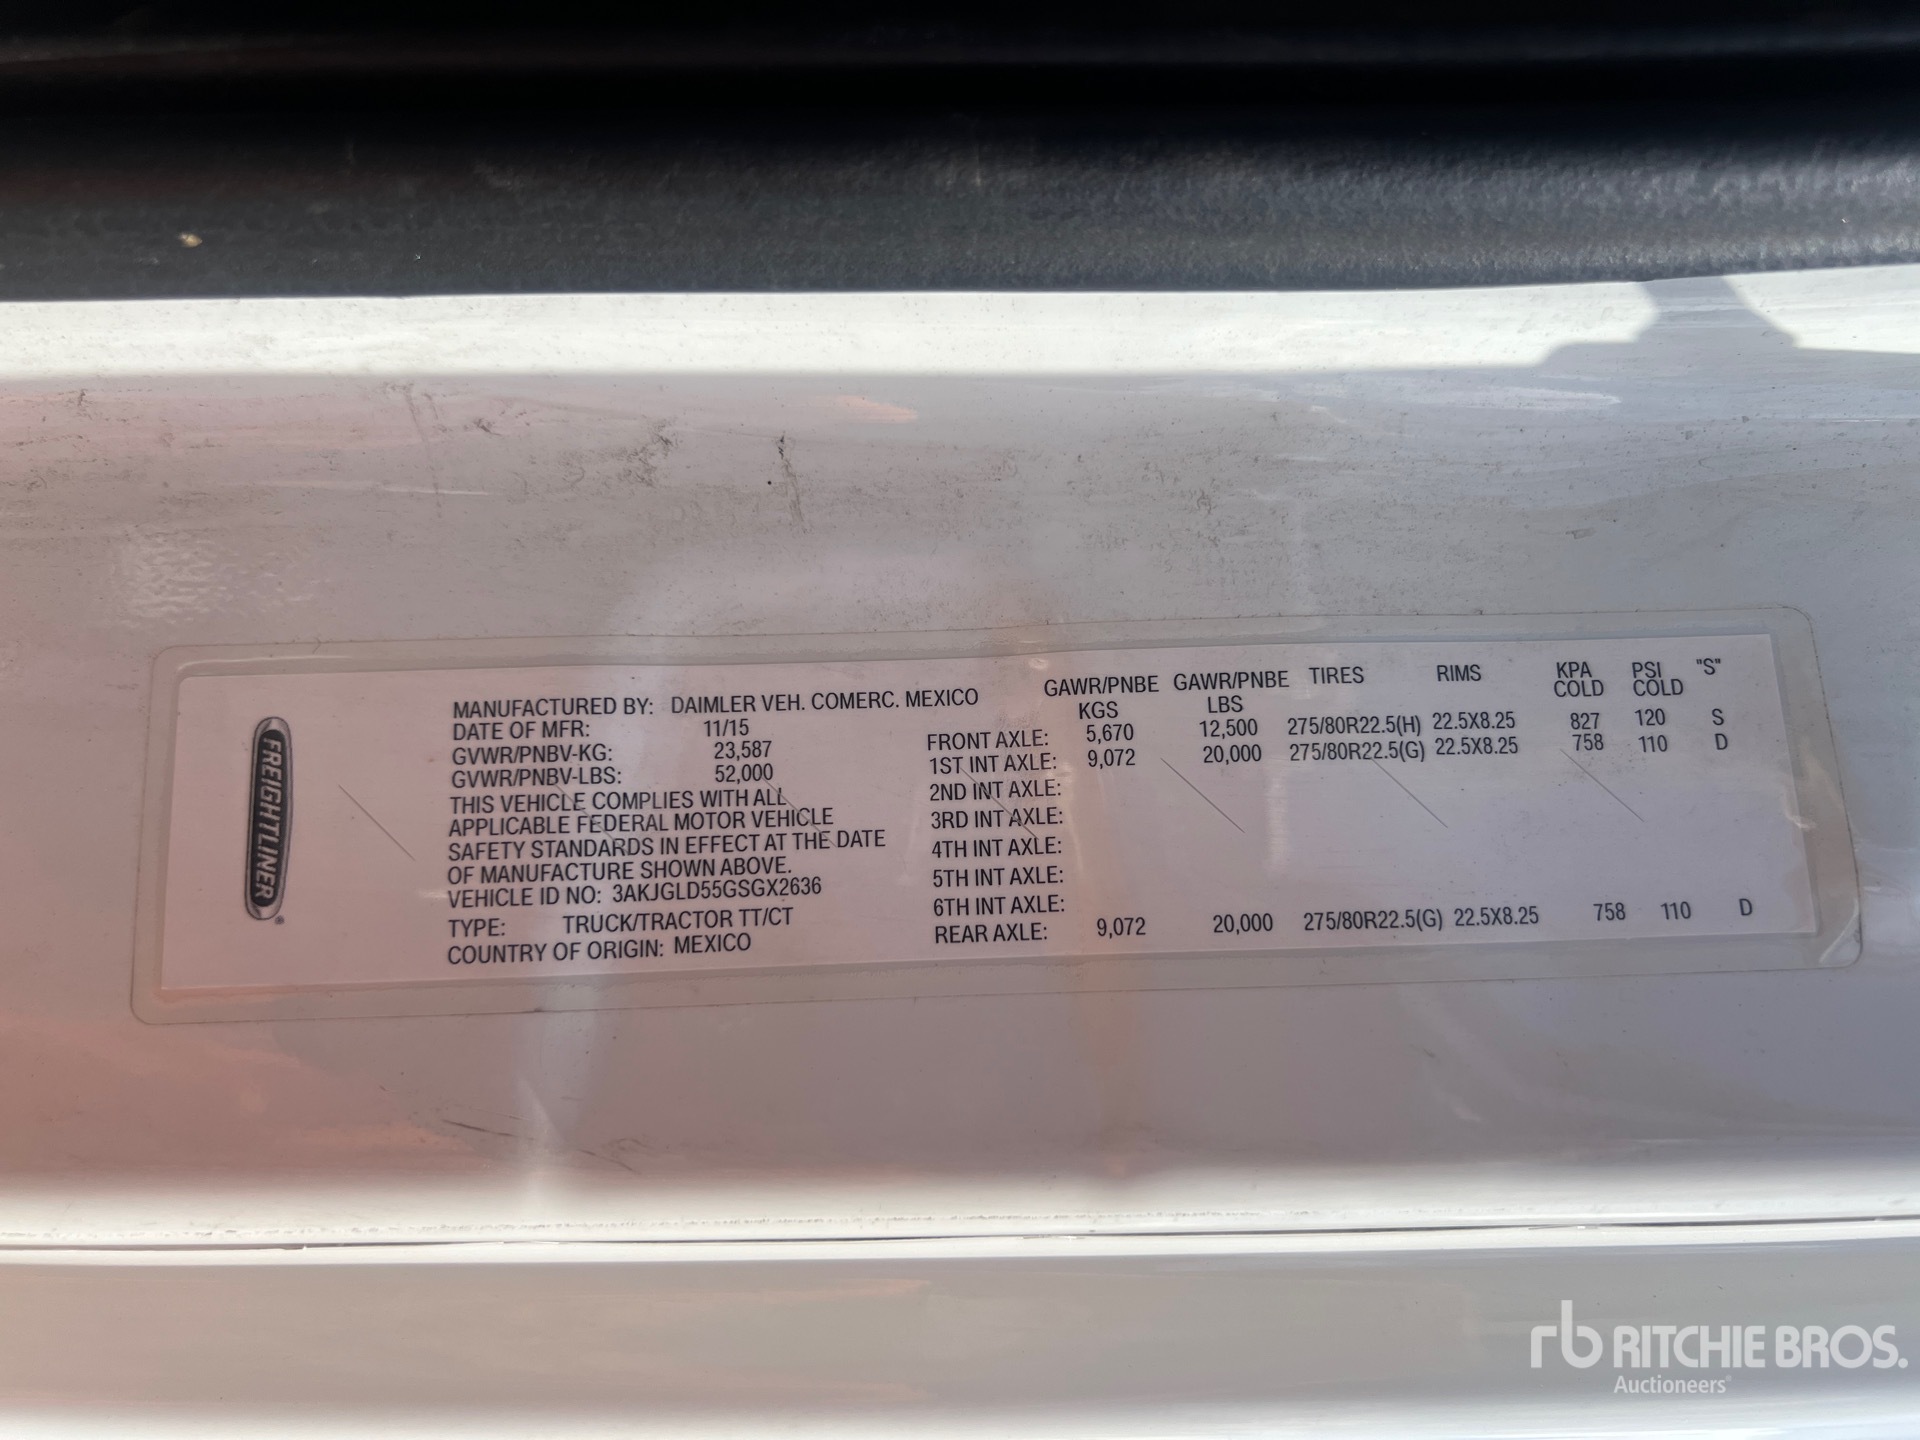 FREIGHTLINER
MANUFACTURED BY: DAIMLER VEH. COMERC. MEXICO
DATE OF MFR: 11/15
GVWR/PNBV-KG: 23,587
GVWR/PNBV-LBS: 52,000
THIS VEHICLE COMPLIES WITH ALL
APPLICABLE FEDERAL MOTOR VEHICLE
SAFETY STANDARDS IN EFFECT AT THE DATE
OF MANUFACTURE SHOWN ABOVE.
VEHICLE ID NO: 3AKJGLD55GSGX2636
TYPE: TRUCK/TRACTOR TT/CT
COUNTRY OF ORIGIN: MEXICO
GAWR/PNBE GAWR/PNBE TIRES RIMS KPA PSI "S"
KGS LBS COLD COLD
FRONT AXLE: 5,670 12,500 275/80R22.5(H) 22.5X8.25 827 120 S
1ST INT AXLE: 9,072 20,000 275/80R22.5(G) 22.5X8.25 758 110 D
2ND INT AXLE:
3RD INT AXLE:
4TH INT AXLE:
5TH INT AXLE:
6TH INT AXLE:
REAR AXLE: 9,072 20,000 275/80R22.5(G) 22.5X8.25 758 110 D
rb RITCHIE BROS.
Auctioneers